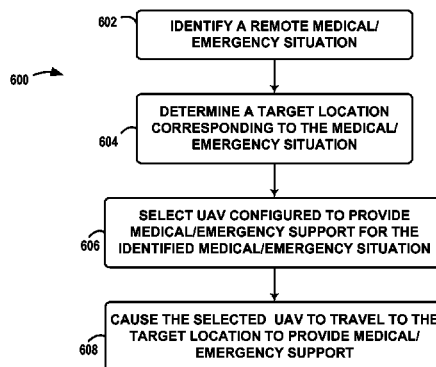 602
IDENTIFY A REMOTE MEDICAL/
EMERGENCY SITUATION
600
DETERMINE A TARGET LOCATION
CORRESPONDING TO THE MEDICAL/
EMERGENCY SITUATION
604
SELECT UAV CONFIGURED TO PROVIDE
MEDICAL/EMERGENCY SUPPORT FOR THE
IDENTIFIED MEDICAL/EMERGENCY SITUATION
606
CAUSE THE SELECTED UAV TO TRAVEL TO THE
TARGET LOCATION TO PROVIDE MEDICAL/
EMERGENCY SUPPORT
608